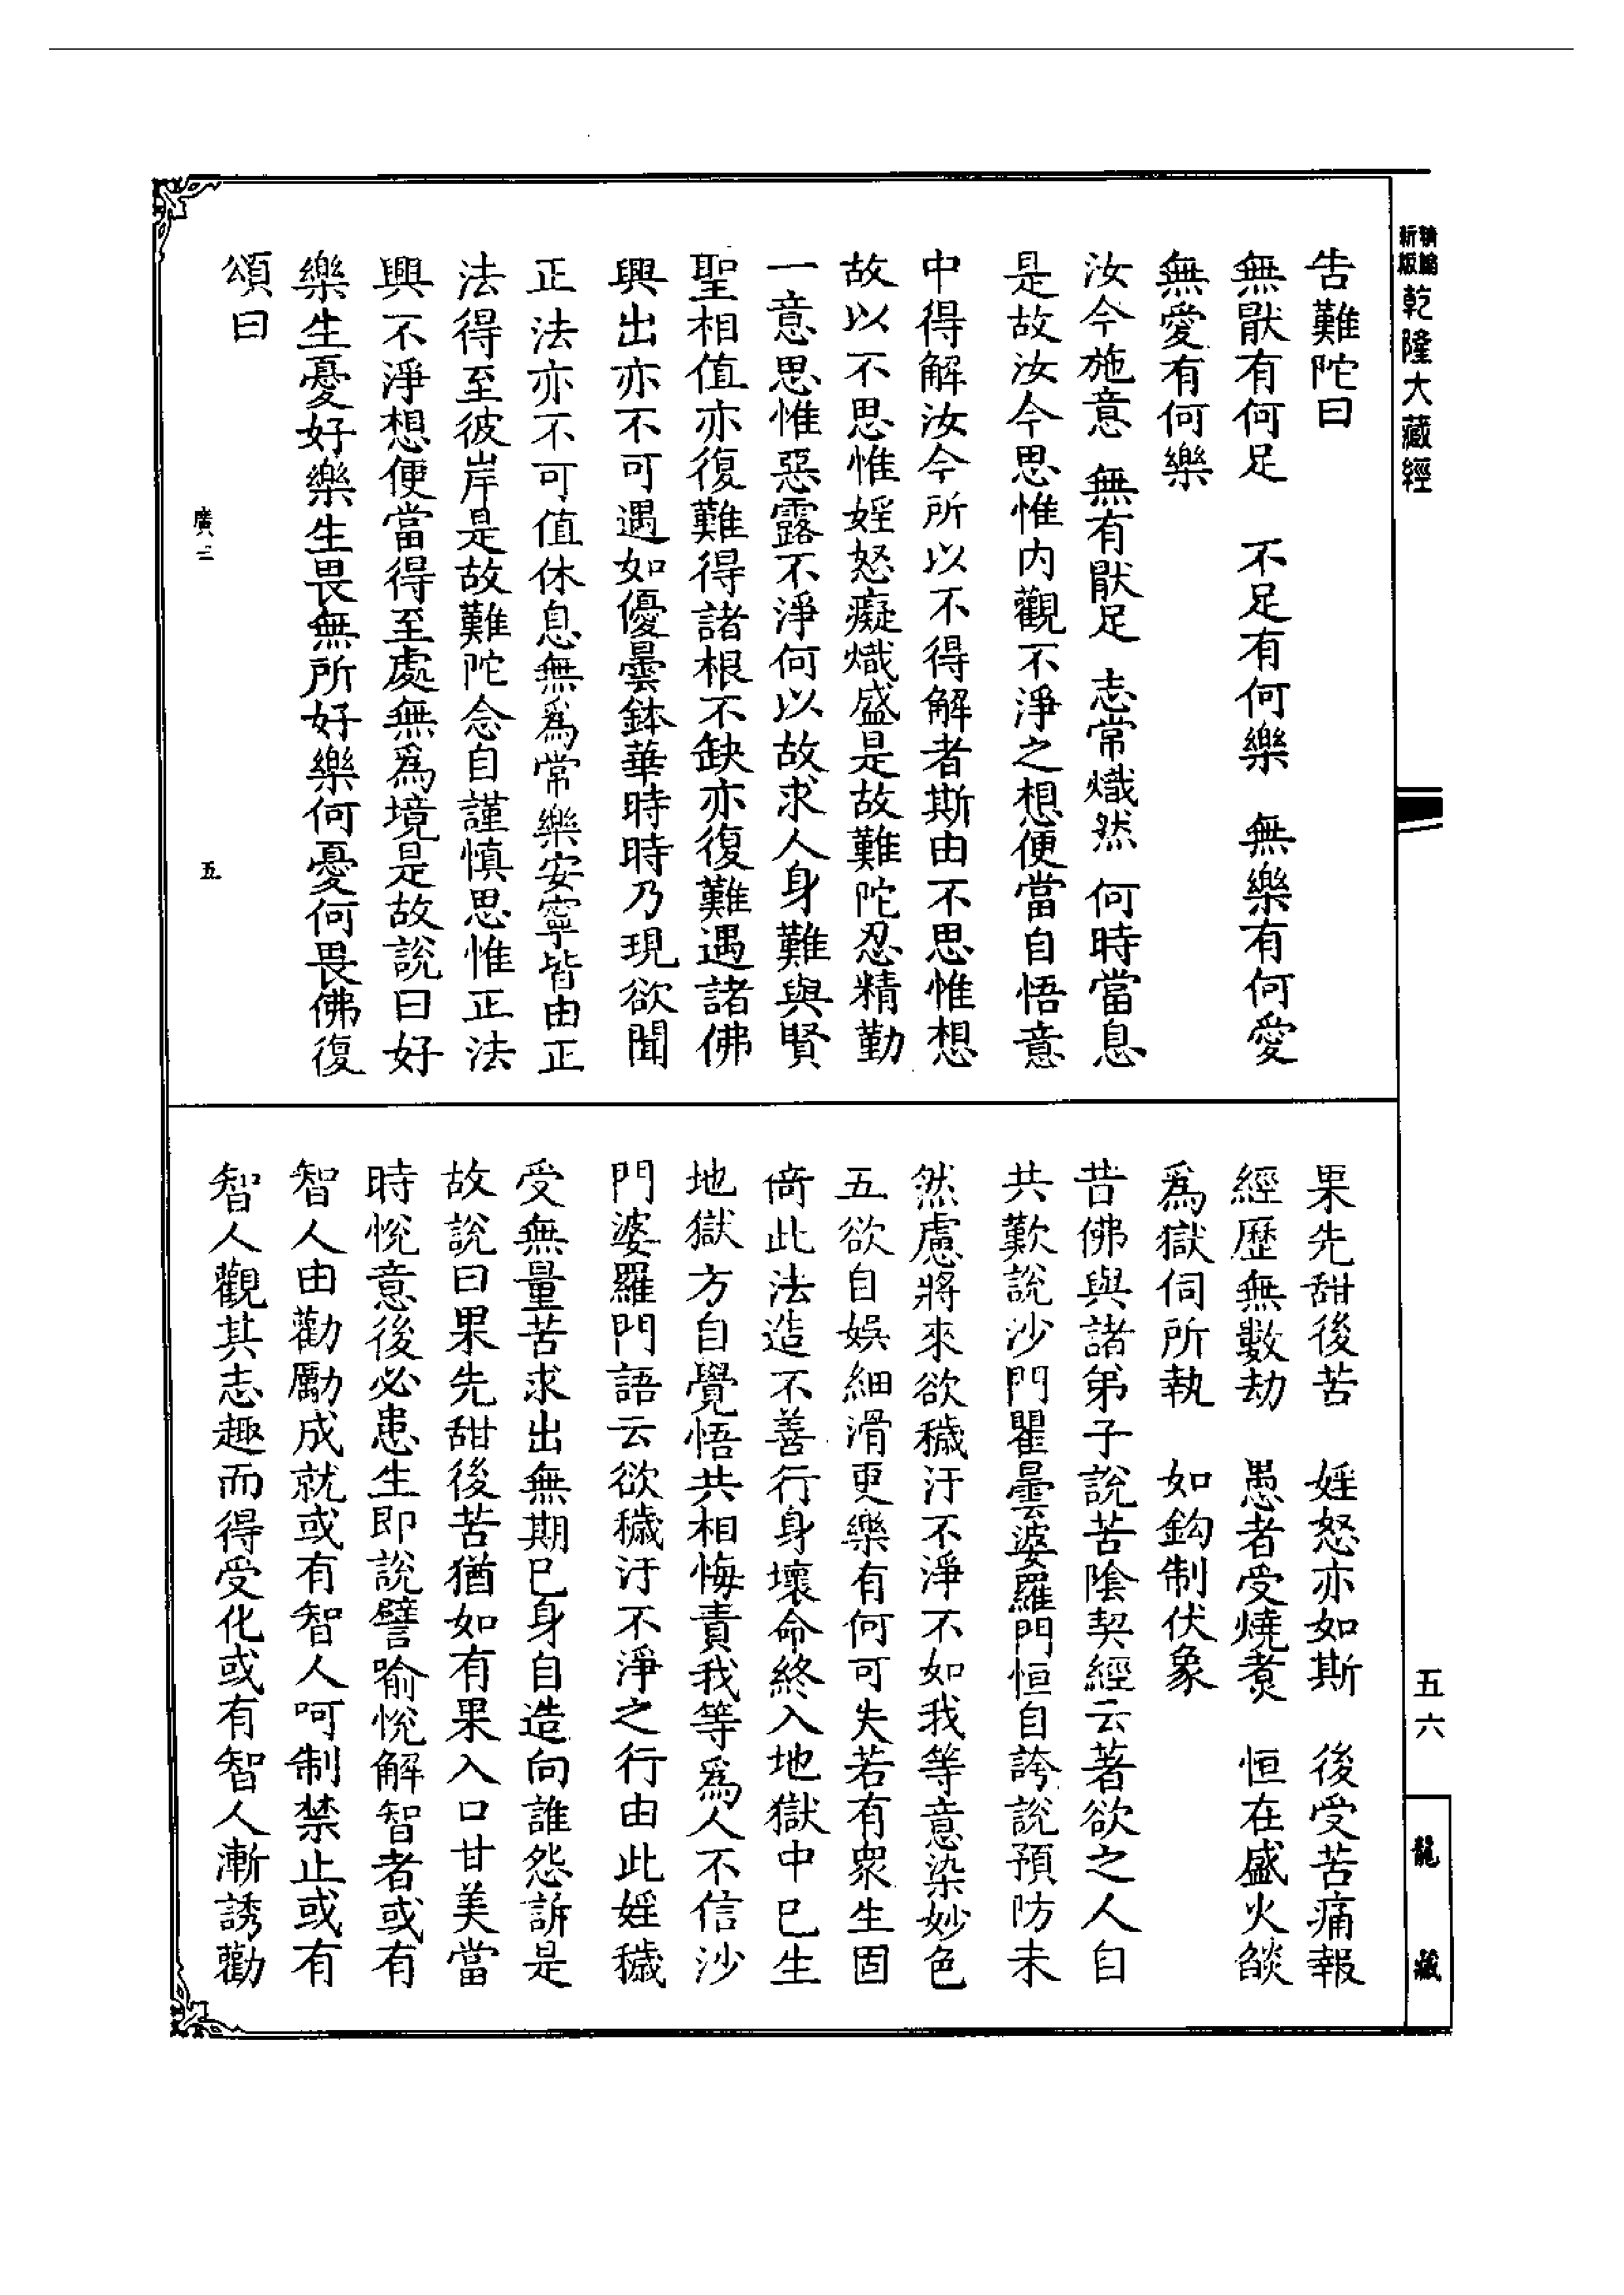 新版 精縮 乾隆大藏經
告難陀曰
無猒有何足　不足有何樂　無樂有何愛
無愛有何樂
汝今施意　無有猒足　志常熾然　何時當息
是故汝今思惟內觀不淨之想便當自悟意
中得解汝今所以不得解者斯由不思惟想
故以不思惟婬怒癡熾盛是故難陀忍精勤
一意思惟惡露不淨何以故求人身難與賢
聖相值亦復難得諸根不缺亦復難遇諸佛
興出亦不可遇如優曇鉢華時時乃現欲聞
正法亦不可值休息無爲常樂安寧皆由正
法得至彼岸是故難陀念自謹慎思惟正法
興不淨想便當得至處無爲境是故說曰好
樂生憂好樂生畏無所好樂何憂何畏佛復
頌曰
廣三　五
果先甜後苦　婬怒亦如斯　後受苦痛報
經歷無數劫　愚者受燒煮　恒在盛火燄
爲獄伺所執　如鈎制伏象
昔佛與諸弟子說苦陰契經云著欲之人自
共歎說沙門瞿曇婆羅門恒自誇說預防未
然慮將來欲穢汙不淨不如我等意染妙色
五欲自娛細滑更樂有何可失若有衆生固
倚此法造不善行身壞命終入地獄中已生
地獄方自覺悟共相悔責我等爲人不信沙
門婆羅門語云欲穢汙不淨之行由此婬穢
受無量苦求出無期已身自造向誰怨訴是
故說曰果先甜後苦猶如有果入口甘美當
時悅意後必患生即說譬喻悅解智者或有
智人由勸勵成就或有智人呵制禁止或有
智人觀其志趣而得受化或有智人漸誘勸
五六
龍藏